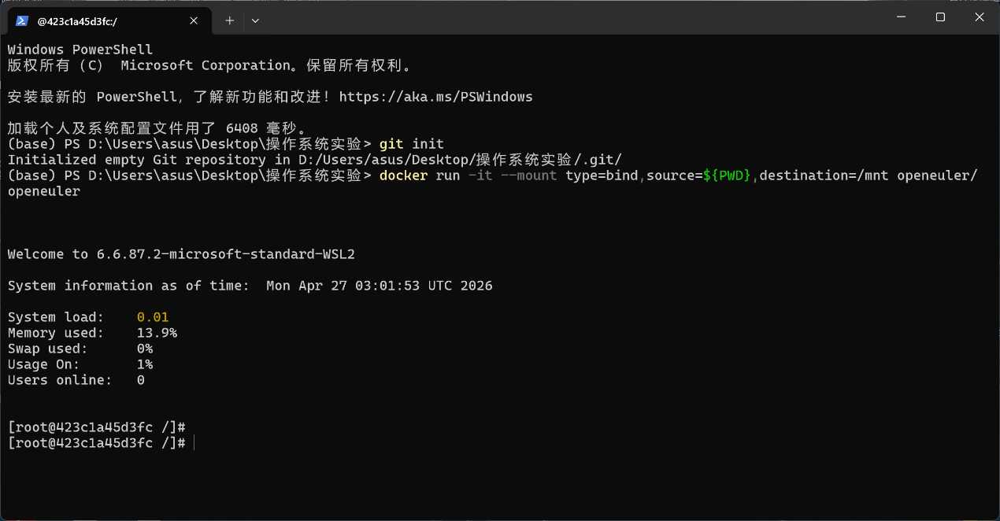 @423c1a45d3fc:/
Windows PowerShell
版权所有 (C) Microsoft Corporation。保留所有权利。
安装最新的 PowerShell，了解新功能和改进！https://aka.ms/PSWindows
加载个人及系统配置文件用了 6408 毫秒。
(base) PS D:\Users\asus\Desktop\操作系统实验> git init
Initialized empty Git repository in D:/Users/asus/Desktop/操作系统实验/.git/
(base) PS D:\Users\asus\Desktop\操作系统实验> docker run -it --mount type=bind,source=${PWD},destination=/mnt openeuler/
openeuler
Welcome to 6.6.87.2-microsoft-standard-WSL2
System information as of time:  Mon Apr 27 03:01:53 UTC 2026
System load:    0.01
Memory used:    13.9%
Swap used:      0%
Usage On:       1%
Users online:   0
[root@423c1a45d3fc /]#
[root@423c1a45d3fc /]#